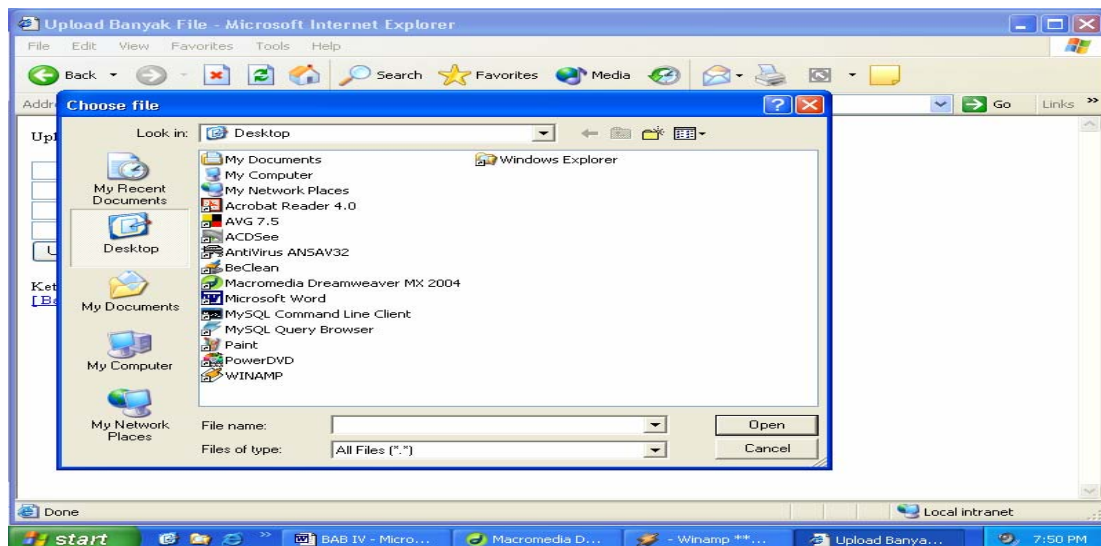 Upload Banyak File - Microsoft Internet Explorer
File Edit View Favorites Tools Help
Back Search Favorites Media
Addr Go Links »
Choose file
Look in: Desktop
Upl
My Recent Documents
Desktop
My Documents
My Computer
My Network Places
My Documents
My Computer
My Network Places
Acrobat Reader 4.0
AVG 7.5
ACDSee
AntiVirus ANSAV32
BeClean
Macromedia Dreamweaver MX 2004
Microsoft Word
MySQL Command Line Client
MySQL Query Browser
Paint
PowerDVD
WINAMP
Windows Explorer
U
Ket
[Ba
File name: Open
Files of type: All Files (*.*) Cancel
Done Local intranet
start » BAB IV - Micro... Macromedia D... - Winamp **... Upload Banya... 7:50 PM